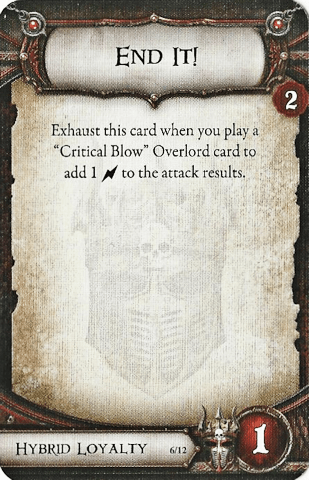 End It!
2
Exhaust this card when you play a
“Critical Blow” Overlord card to
add 1 to the attack results.
Hybrid Loyalty 6/12
1